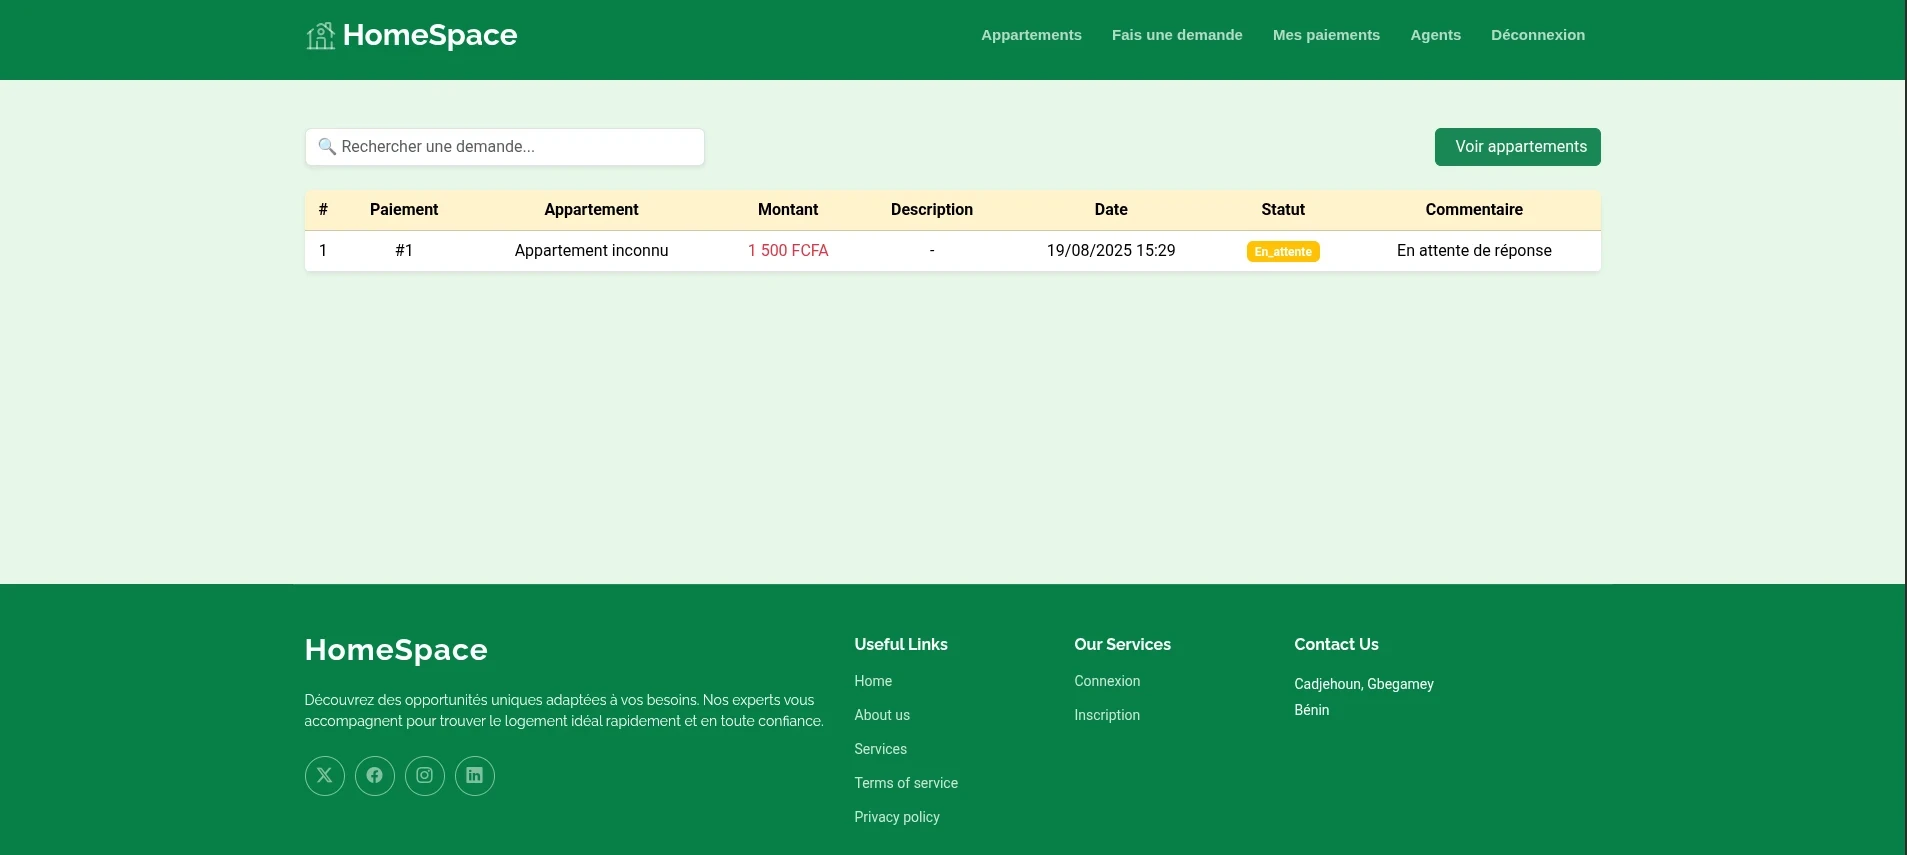 HomeSpace
Appartements Fais une demande Mes paiements Agents Déconnexion
Rechercher une demande...
Voir appartements
# Paiement Appartement Montant Description Date Statut Commentaire
1 #1 Appartement inconnu 1 500 FCFA - 19/08/2025 15:29 En_attente En attente de réponse
HomeSpace
Découvrez des opportunités uniques adaptées à vos besoins. Nos experts vous
accompagnent pour trouver le logement idéal rapidement et en toute confiance.
Useful Links
Home
About us
Services
Terms of service
Privacy policy
Our Services
Connexion
Inscription
Contact Us
Cadjehoun, Gbegamey
Bénin